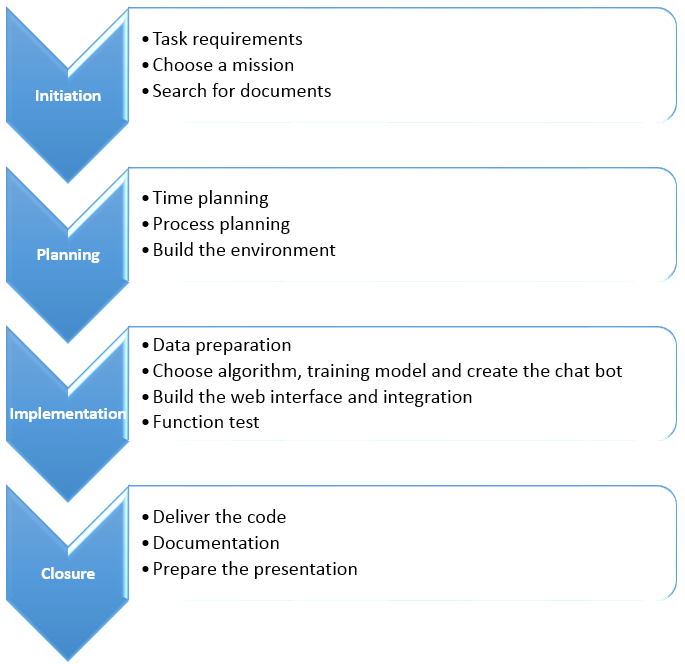 Initiation
• Task requirements
• Choose a mission
• Search for documents
Planning
• Time planning
• Process planning
• Build the environment
Implementation
• Data preparation
• Choose algorithm, training model and create the chat bot
• Build the web interface and integration
• Function test
Closure
• Deliver the code
• Documentation
• Prepare the presentation